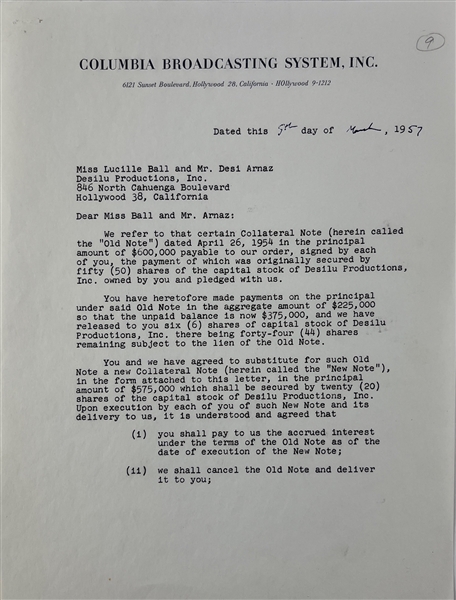 9
COLUMBIA BROADCASTING SYSTEM, INC.
6121 Sunset Boulevard, Hollywood 28, California - HOllywood 9-1212
Dated this day of March, 1957
Miss Lucille Ball and Mr. Desi Arnaz
Desilu Productions, Inc.
846 North Cahuenga Boulevard
Hollywood 38, California
Dear Miss Ball and Mr. Arnaz:
We refer to that certain Collateral Note (herein called
the "Old Note") dated April 26, 1954 in the principal
amount of $600,000 payable to our order, signed by each
of you, the payment of which was originally secured by
fifty (50) shares of the capital stock of Desilu Productions,
Inc. owned by you and pledged with us.
You have heretofore made payments on the principal
under said Old Note in the aggregate amount of $225,000
so that the unpaid balance is now $375,000, and we have
released to you six (6) shares of capital stock of Desilu
Productions, Inc. there being forty-four (44) shares
remaining subject to the lien of the Old Note.
You and we have agreed to substitute for such Old
Note a new Collateral Note (herein called the "New Note"),
in the form attached to this letter, in the principal
amount of $575,000 which shall be secured by twenty (20)
shares of the capital stock of Desilu Productions, Inc.
Upon execution by each of you of such New Note and its
delivery to us, it is understood and agreed that
(i) you shall pay to us the accrued interest
under the terms of the Old Note as of the
date of execution of the New Note;
(ii) we shall cancel the Old Note and deliver
it to you;